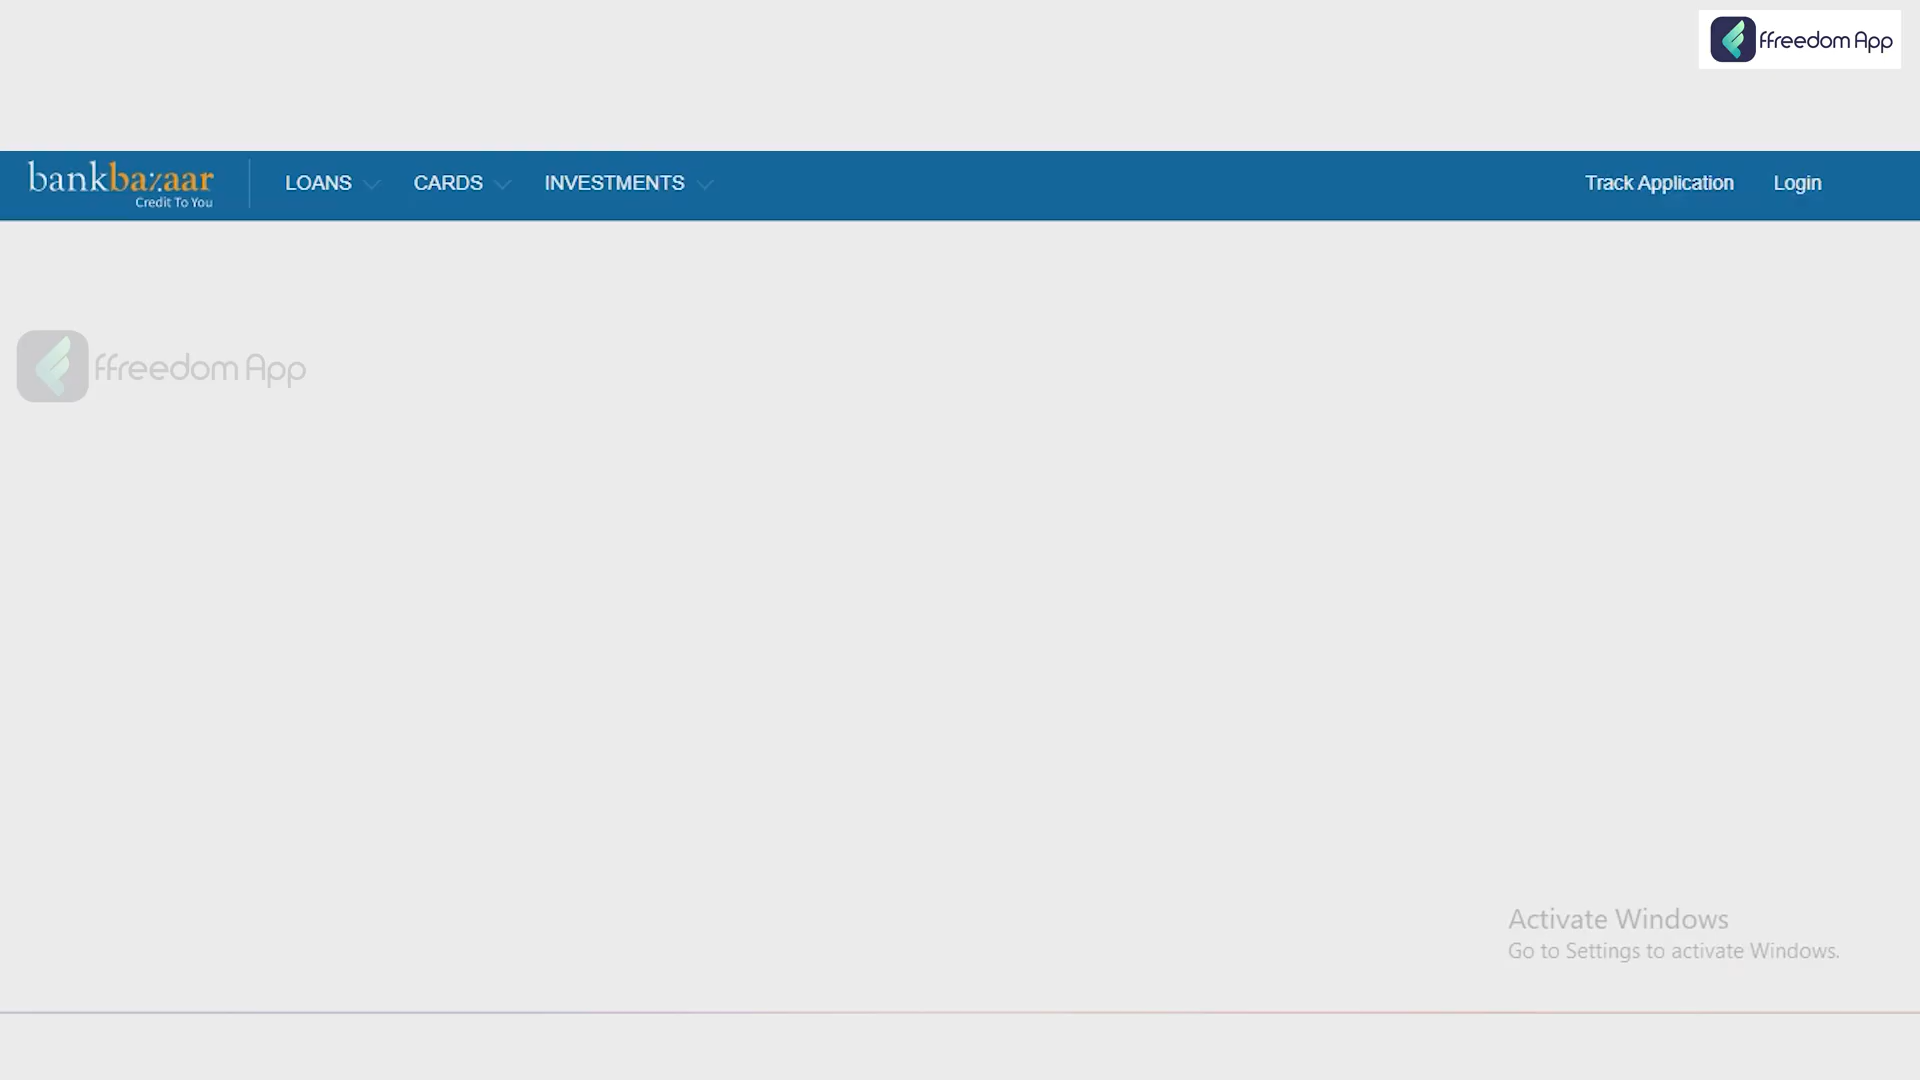 ffreedom App
bankbazaar
Credit To You
LOANS
CARDS
INVESTMENTS
Track Application
Login
ffreedom App
Activate Windows
Go to Settings to activate Windows.